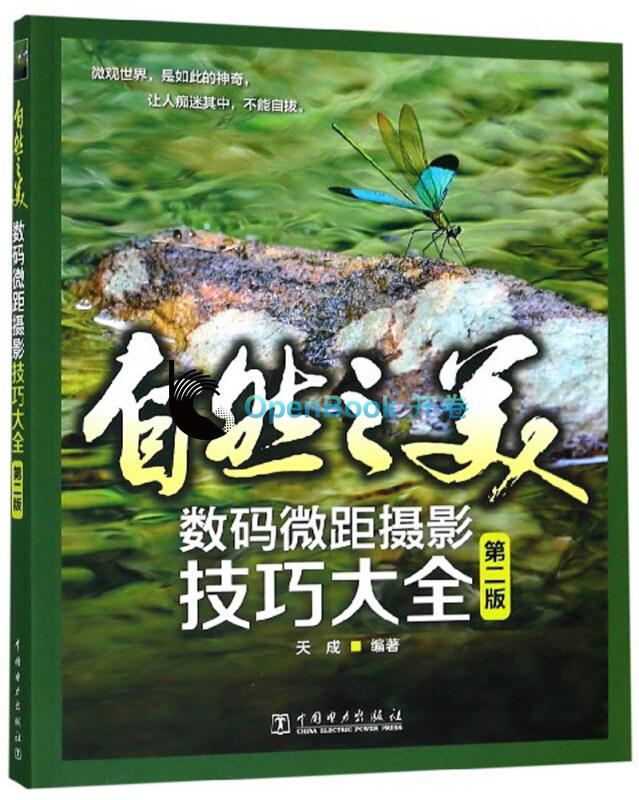 微观世界，是如此的神奇，
让人痴迷其中，不能自拔。
自然之美
OpenBook 开卷
数码微距摄影
技巧大全
第二版
天 成 编著
中国电力出版社
CHINA ELECTRIC POWER PRESS
自然之美 数码微距摄影 技巧大全 第二版 中国电力出版社